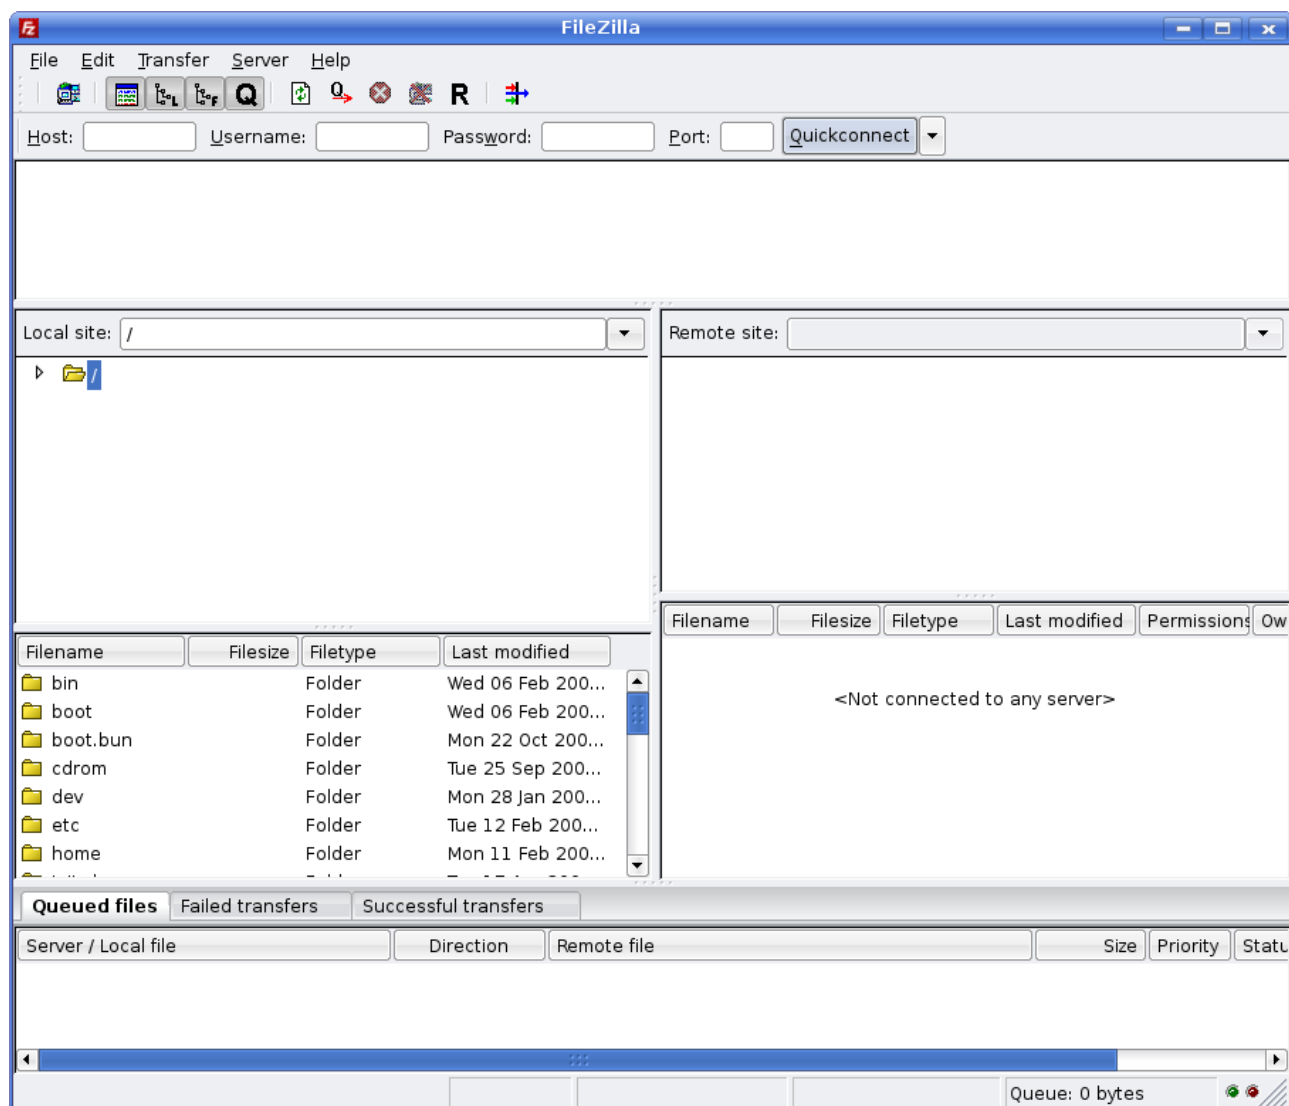 FileZilla
File Edit Transfer Server Help
L F Q Q R
Host: Username: Password: Port: Quickconnect
Local site: /
/
Remote site:
Filename Filesize Filetype Last modified
bin Folder Wed 06 Feb 200...
boot Folder Wed 06 Feb 200...
boot.bun Folder Mon 22 Oct 200...
cdrom Folder Tue 25 Sep 200...
dev Folder Mon 28 Jan 200...
etc Folder Tue 12 Feb 200...
home Folder Mon 11 Feb 200...
Filename Filesize Filetype Last modified Permissions Ow
<Not connected to any server>
Queued files Failed transfers Successful transfers
Server / Local file Direction Remote file Size Priority Statu
Queue: 0 bytes